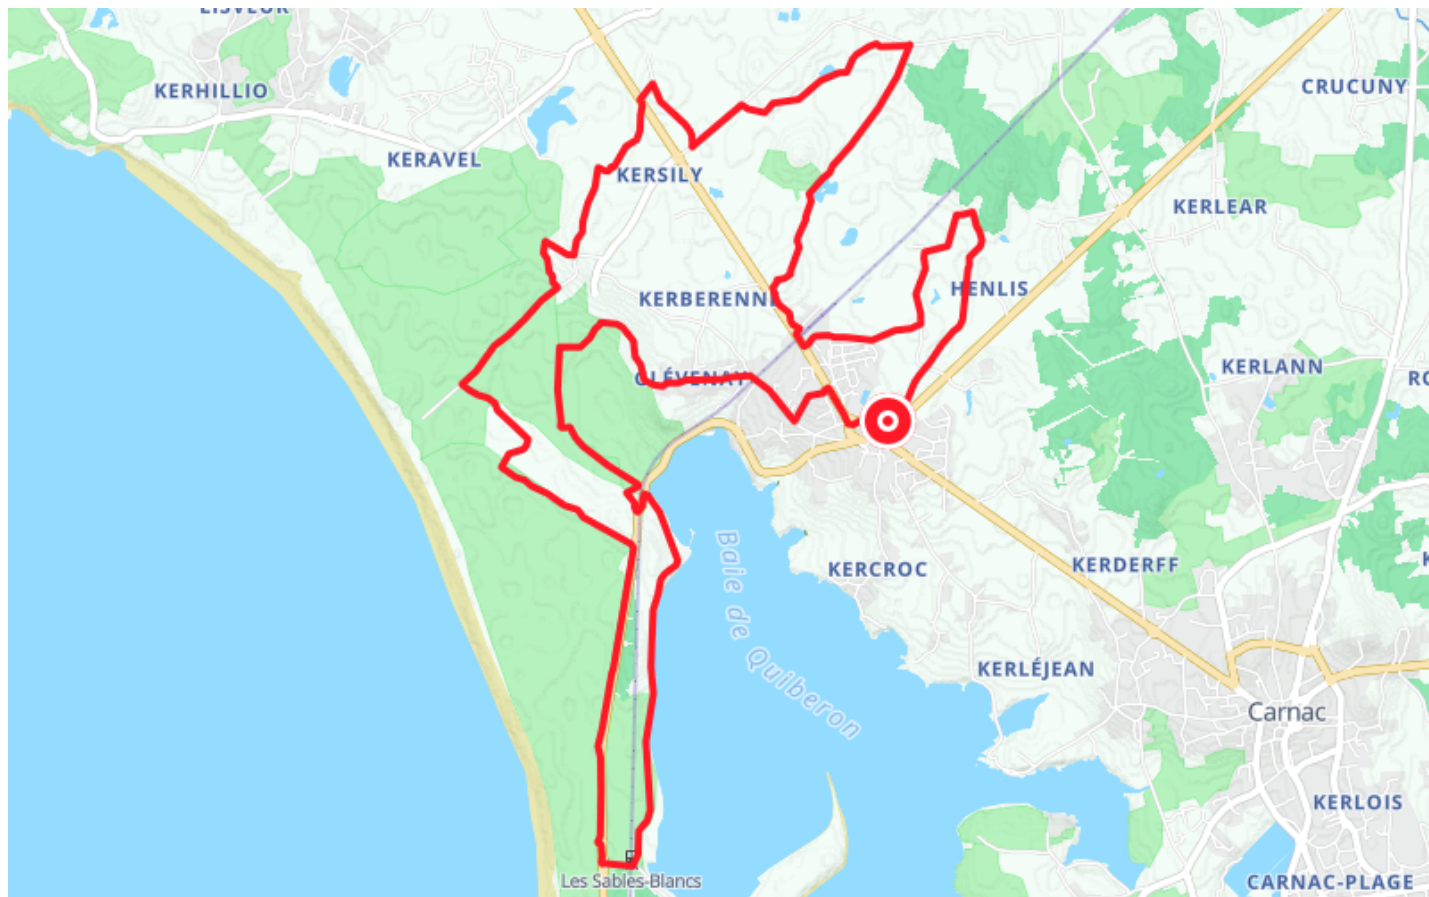 KERHILLIO
CRUCUNY
KERAVEL
KERSILY
KERLEAR
HENLIS
KERBERENNE
KERLANN
GLÉVENAY
Baie de Quiberon
KERCROC
KERDERFF
KERLÉJEAN
Carnac
KERLOIS
Les Sables-Blancs
CARNAC-PLAGE